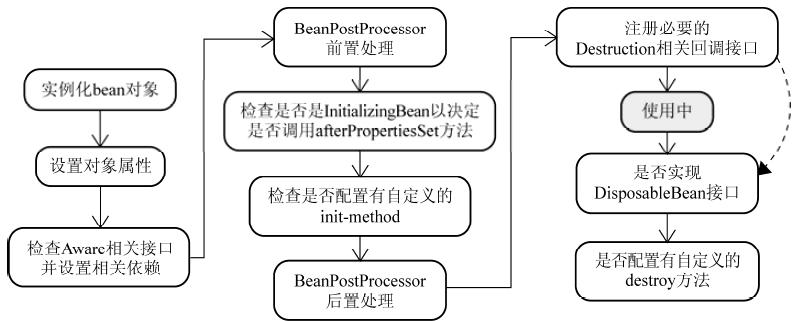 实例化bean对象
设置对象属性
检查Aware相关接口
并设置相关依赖
BeanPostProcessor
前置处理
检查是否是InitializingBean以决定
是否调用afterPropertiesSet方法
检查是否配置有自定义的
init-method
BeanPostProcessor
后置处理
注册必要的
Destruction相关回调接口
使用中
是否实现
DisposableBean接口
是否配置有自定义的
destroy方法